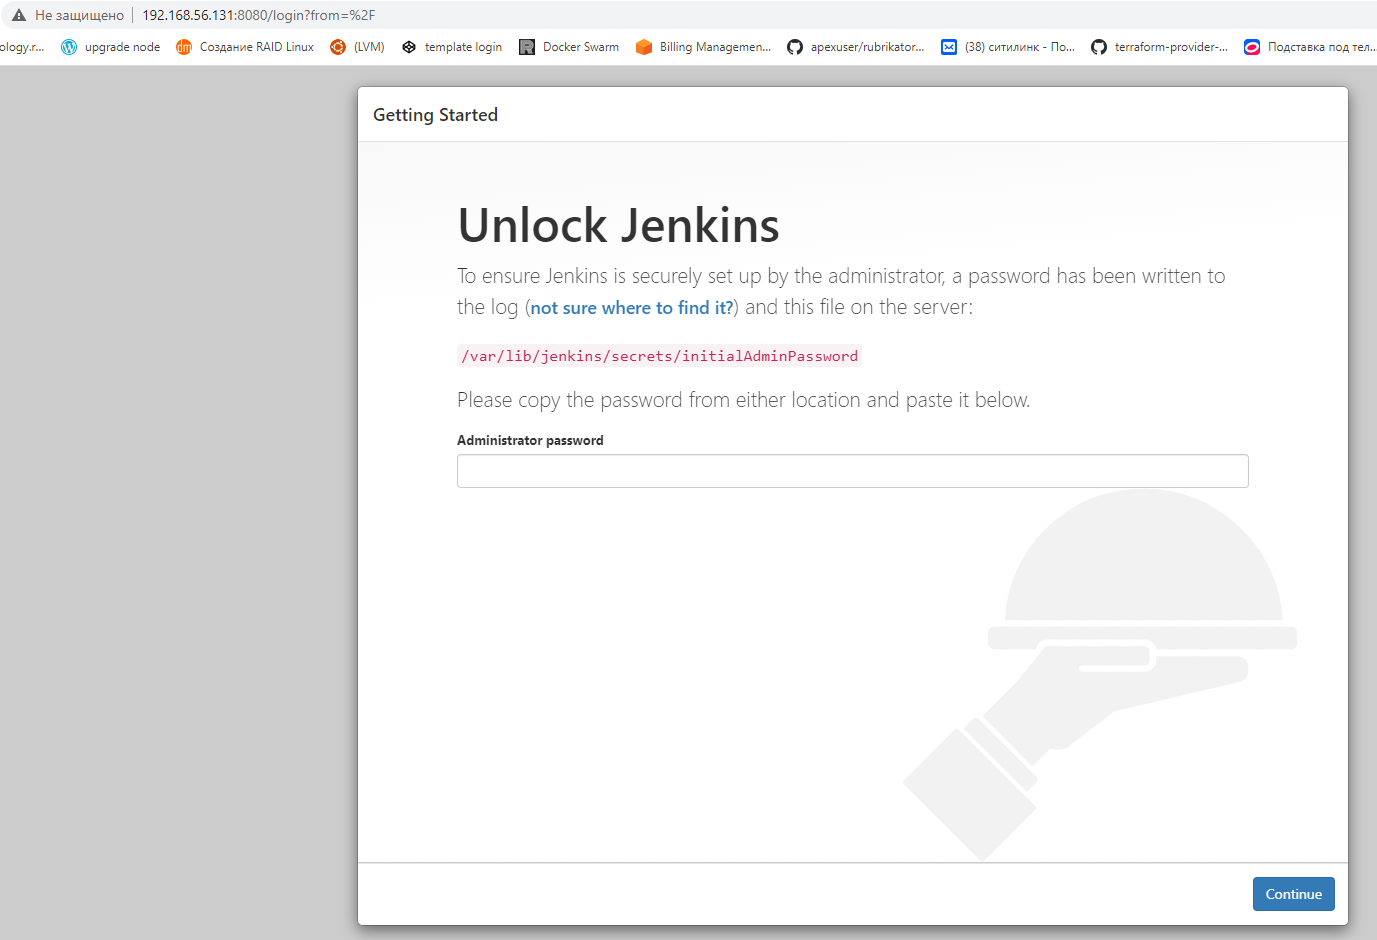 Не защищено 192.168.56.131:8080/login?from=%2F
ology.r... upgrade node dm Создание RAID Linux (LVM) template login R Docker Swarm Billing Managemen... apexuser/rubrikator... (38) ситилинк - По... terraform-provider-... Подставка под тел...
Getting Started
Unlock Jenkins
To ensure Jenkins is securely set up by the administrator, a password has been written to
the log (not sure where to find it?) and this file on the server:
/var/lib/jenkins/secrets/initialAdminPassword
Please copy the password from either location and paste it below.
Administrator password
Continue